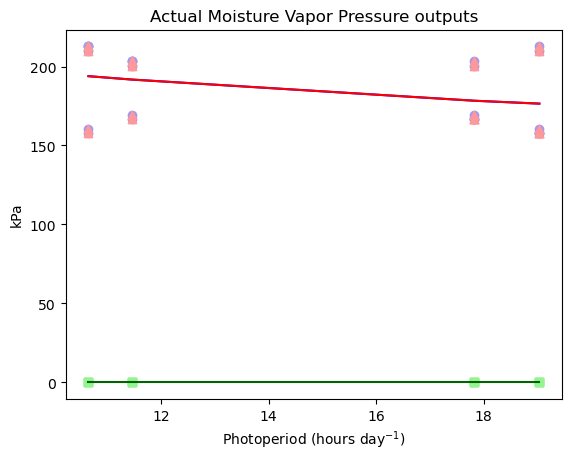 Actual Moisture Vapor Pressure outputs
200
150
100
50
0
kPa
12 14 16 18
Photoperiod (hours day⁻¹)